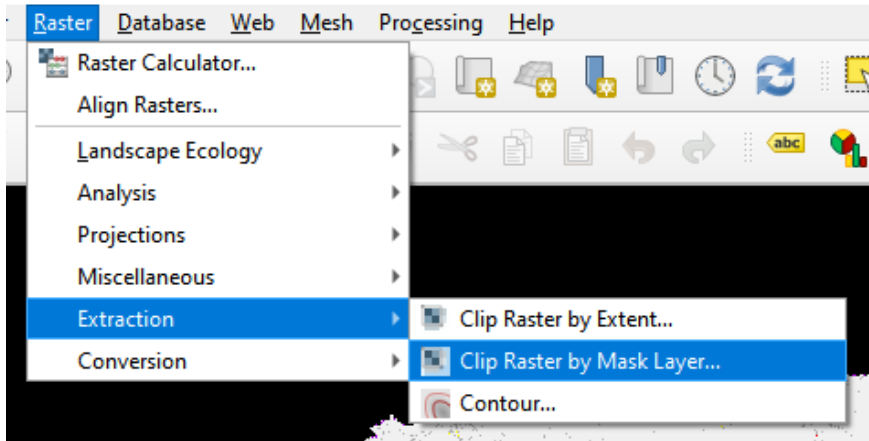 Raster Database Web Mesh Processing Help
Raster Calculator...
Align Rasters...
Landscape Ecology
Analysis
Projections
Miscellaneous
Extraction
Conversion
Clip Raster by Extent...
Clip Raster by Mask Layer...
Contour...
abc